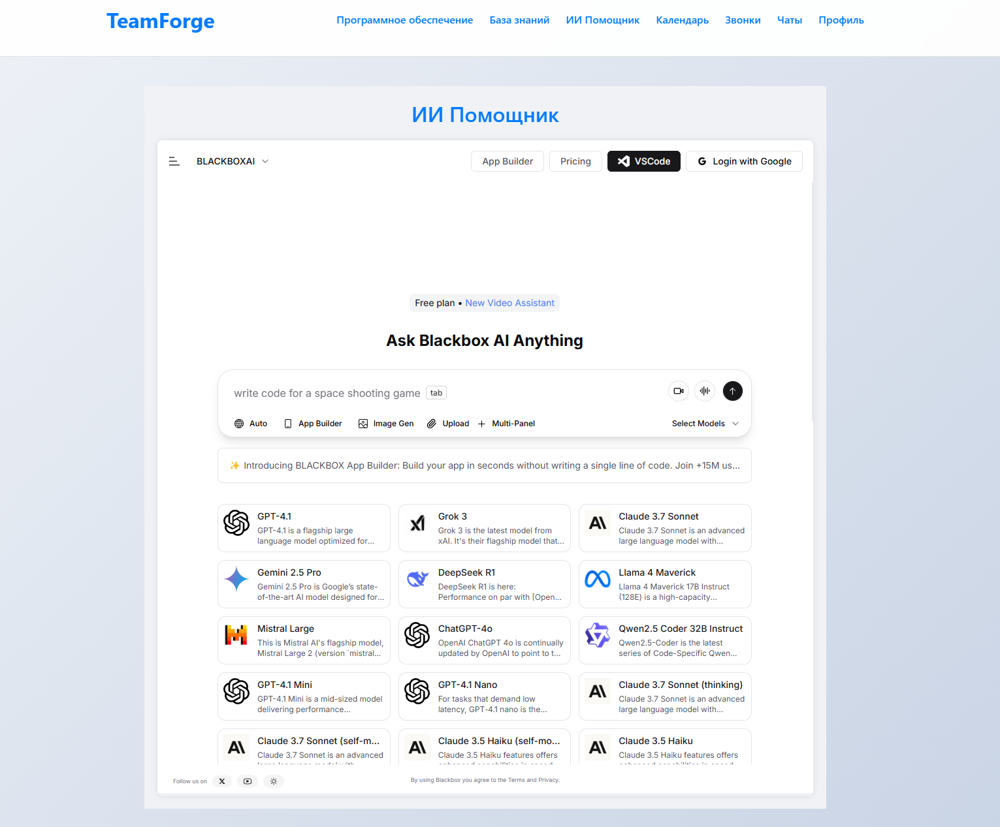 TeamForge
Программное обеспечение База знаний ИИ Помощник Календарь Звонки Чаты Профиль
ИИ Помощник
BLACKBOXAI
App Builder Pricing VSCode Login with Google
Free plan • New Video Assistant
Ask Blackbox AI Anything
write code for a space shooting game tab
Auto App Builder Image Gen Upload Multi-Panel Select Models
✨ Introducing BLACKBOX App Builder: Build your app in seconds without writing a single line of code. Join +15M us...
GPT-4.1
GPT-4.1 is a flagship large
language model optimized for...
Grok 3
Grok 3 is the latest model from
xAI. It's their flagship model that...
Claude 3.7 Sonnet
Claude 3.7 Sonnet is an advanced
large language model with...
Gemini 2.5 Pro
Gemini 2.5 Pro is Google’s state-
of-the-art AI model designed for...
DeepSeek R1
DeepSeek R1 is here:
Performance on par with [Open...
Llama 4 Maverick
Llama 4 Maverick 17B Instruct
(128E) is a high-capacity...
Mistral Large
This is Mistral AI's flagship model,
Mistral Large 2 (version `mistral...
ChatGPT-4o
OpenAI ChatGPT 4o is continually
updated by OpenAI to point to t...
Qwen2.5 Coder 32B Instruct
Qwen2.5-Coder is the latest
series of Code-Specific Qwen...
GPT-4.1 Mini
GPT-4.1 Mini is a mid-sized model
delivering performance...
GPT-4.1 Nano
For tasks that demand low
latency, GPT‑4.1 nano is the...
Claude 3.7 Sonnet (thinking)
Claude 3.7 Sonnet is an advanced
large language model with...
Claude 3.7 Sonnet (self-m...
Claude 3.7 Sonnet is an advanced
large language model with
Claude 3.5 Haiku (self-mo...
Claude 3.5 Haiku features offers
enhanced capabilities in speed
Claude 3.5 Haiku
Claude 3.5 Haiku features offers
enhanced capabilities in speed
Follow us on
By using Blackbox you agree to the Terms and Privacy.